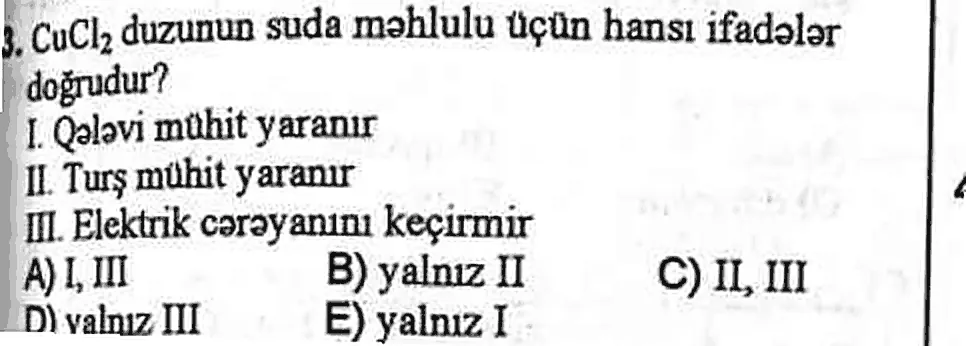 3. CuCl₂ duzunun suda məhlulu üçün hansı ifadələr
doğrudur?
I. Qələvi mühit yaranır
II. Turş mühit yaranır
III. Elektrik cərəyanını keçirmir
A) I, III B) yalnız II C) II, III
D) yalnız III E) yalnız I